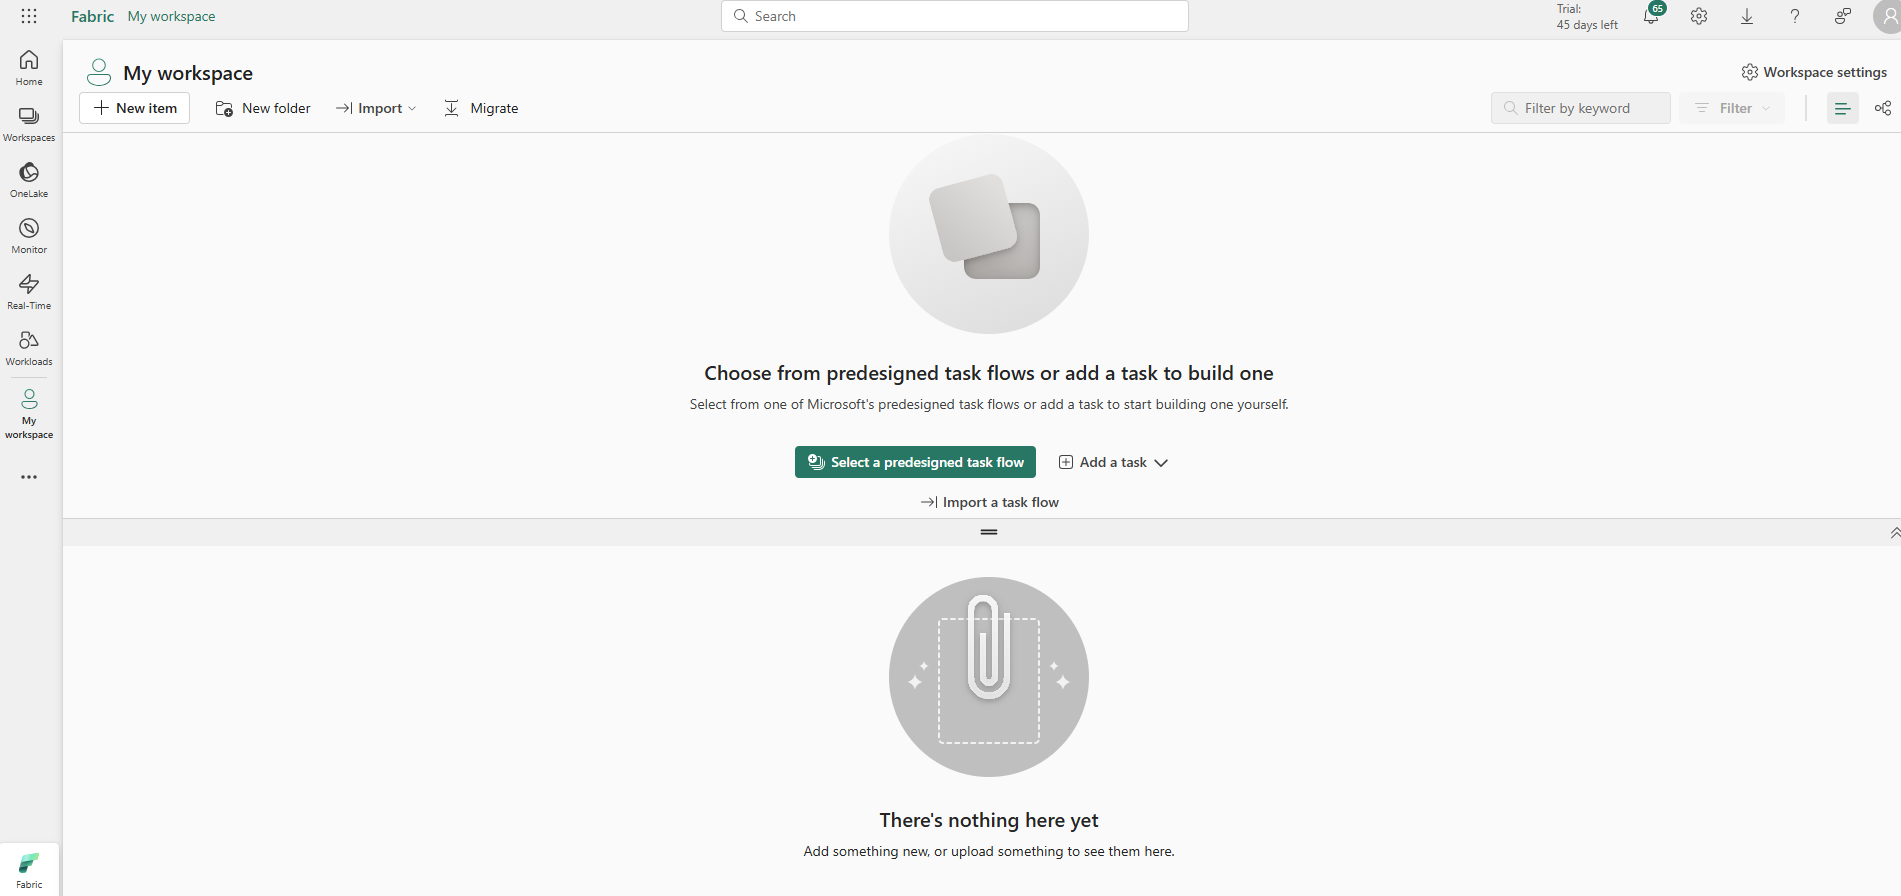 Fabric My workspace
Search
Trial:
45 days left
65
Home
Workspaces
OneLake
Monitor
Real-Time
Workloads
My
workspace
Fabric
My workspace
Workspace settings
New item
New folder
Import
Migrate
Filter by keyword
Filter
Choose from predesigned task flows or add a task to build one
Select from one of Microsoft's predesigned task flows or add a task to start building one yourself.
Select a predesigned task flow
Add a task
Import a task flow
There's nothing here yet
Add something new, or upload something to see them here.